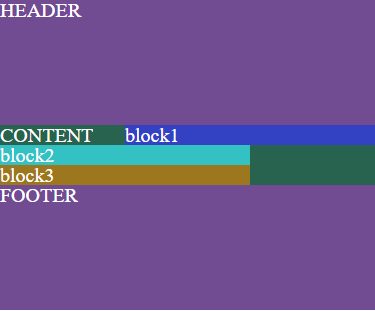 HEADER
CONTENT block1
block2
block3
FOOTER